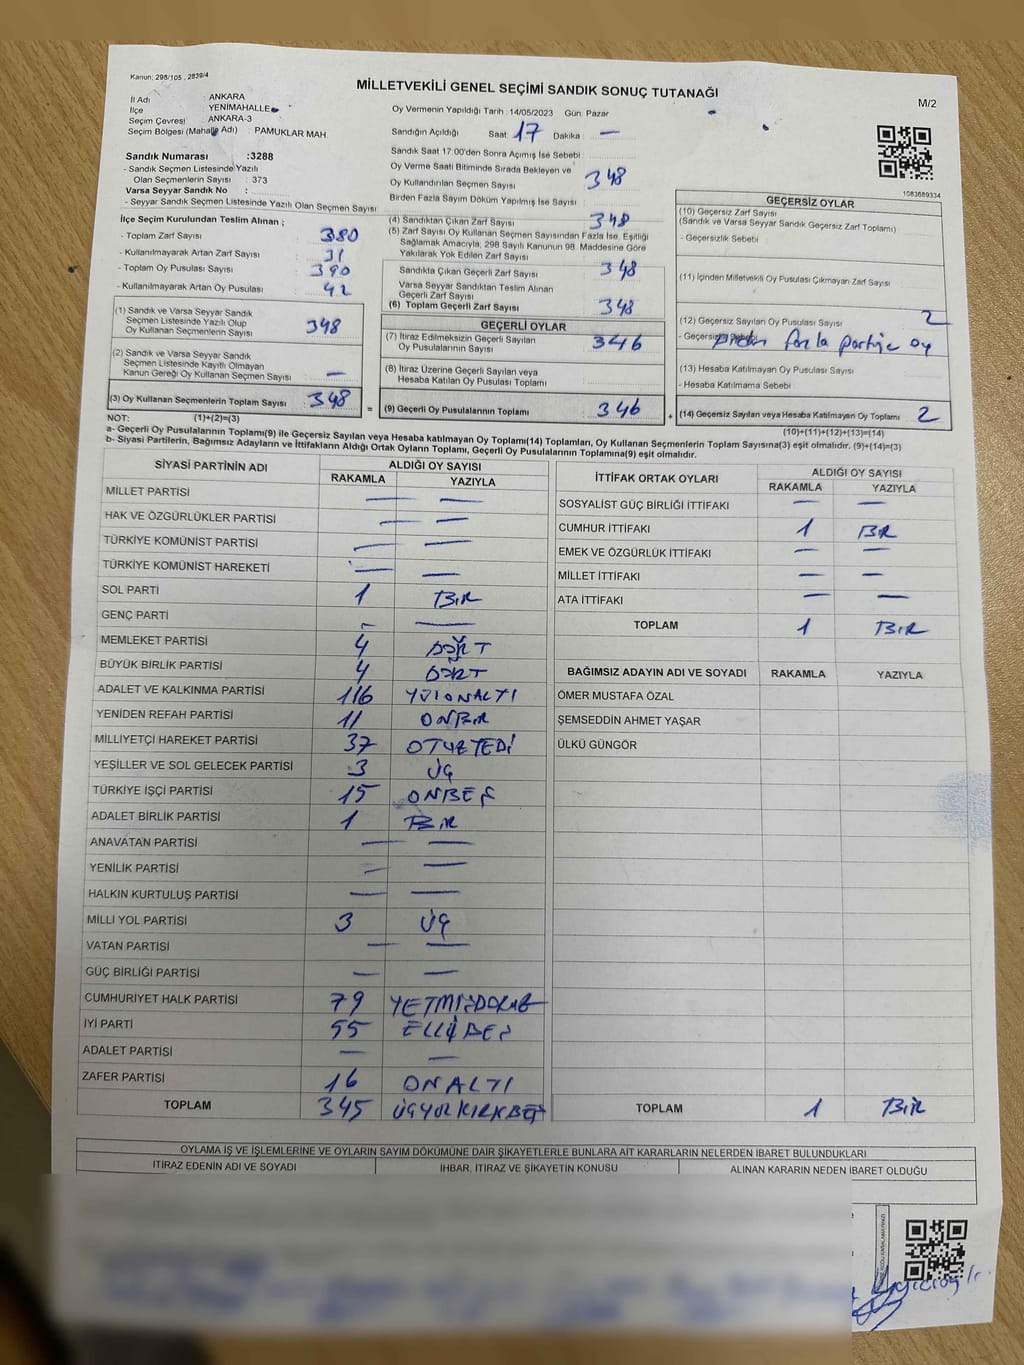 Kanun: 298/105 , 2839/4
MİLLETVEKİLİ GENEL SEÇİMİ SANDIK SONUÇ TUTANAĞI
M/2
İl Adı : ANKARA
İlçe YENİMAHALLE
Seçim Çevresi : ANKARA-3
Seçim Bölgesi (Mahalle Adı) : PAMUKLAR MAH.
Sandık Numarası :3288
- Sandık Seçmen Listesinde Yazılı
Olan Seçmenlerin Sayısı : 373
Varsa Seyyar Sandık No :
- Seyyar Sandık Seçmen Listesinde Yazılı Olan Seçmen Sayısı
Oy Vermenin Yapıldığı Tarih : 14/05/2023 Gün: Pazar
Sandığın Açıldığı Saat: 17 Dakika : —
Sandık Saat 17:00'den Sonra Açımış İse Sebebi :
Oy Verme Saati Bitiminde Sırada Bekleyen ve
Oy Kullandırılan Seçmen Sayısı 348
Birden Fazla Sayım Döküm Yapılmış İse Sayısı :
1083689334
İlçe Seçim Kurulundan Teslim Alınan ;
- Toplam Zarf Sayısı : 380
- Kullanılmayarak Artan Zarf Sayısı : 31
- Toplam Oy Pusulası Sayısı : 390
- Kullanılmayarak Artan Oy Pusulası : 42
(1) Sandık ve Varsa Seyyar Sandık
Seçmen Listesinde Yazılı Olup
Oy Kullanan Seçmenlerin Sayısı : 348
(2) Sandık ve Varsa Seyyar Sandık
Seçmen Listesinde Kayıtlı Olmayan
Kanun Gereği Oy Kullanan Seçmen Sayısı : —
(3) Oy Kullanan Seçmenlerin Toplam Sayısı : 348
(4) Sandıktan Çıkan Zarf Sayısı 348
(5) Zarf Sayısı Oy Kullanan Seçmen Sayısından Fazla İse, Eşitliği
Sağlamak Amacıyla, 298 Sayılı Kanunun 98. Maddesine Göre
Yakılarak Yok Edilen Zarf Sayısı
Sandıkta Çıkan Geçerli Zarf Sayısı 348
Varsa Seyyar Sandıktan Teslim Alınan
Geçerli Zarf Sayısı
(6) Toplam Geçerli Zarf Sayısı 348
GEÇERLİ OYLAR
(7) İtiraz Edilmeksizin Geçerli Sayılan
Oy Pusulalarının Sayısı 346
(8) İtiraz Üzerine Geçerli Sayılan veya
Hesaba Katılan Oy Pusulası Toplamı
= (9) Geçerli Oy Pusulalarının Toplamı 346 +
GEÇERSİZ OYLAR
(10) Geçersiz Zarf Sayısı
(Sandık ve Varsa Seyyar Sandık Geçersiz Zarf Toplamı)
- Geçersizlik Sebebi
(11) İçinden Milletvekili Oy Pusulası Çıkmayan Zarf Sayısı
(12) Geçersiz Sayılan Oy Pusulası Sayısı 2
fazla partiye oy
(13) Hesaba Katılmayan Oy Pusulası Sayısı
- Hesaba Katılmama Sebebi
(14) Geçersiz Sayılan veya Hesaba Katılmayan Oy Toplamı 2
NOT: (1)+(2)=(3) (10)+(11)+(12)+(13)=(14)
a- Geçerli Oy Pusulalarının Toplamı(9) ile Geçersiz Sayılan veya Hesaba katılmayan Oy Toplamı(14) Toplamları, Oy Kullanan Seçmenlerin Toplam Sayısına(3) eşit olmalıdır. (9)+(14)=(3)
b- Siyasi Partilerin, Bağımsız Adayların ve İttifakların Aldığı Ortak Oyların Toplamı, Geçerli Oy Pusulalarının Toplamına(9) eşit olmalıdır.
SİYASİ PARTİNİN ADI ALDIĞI OY SAYISI
RAKAMLA YAZIYLA
MİLLET PARTİSİ — —
HAK VE ÖZGÜRLÜKLER PARTİSİ — —
TÜRKİYE KOMÜNİST PARTİSİ — —
TÜRKİYE KOMÜNİST HAREKETİ — —
SOL PARTİ 1 BİR
GENÇ PARTİ — —
MEMLEKET PARTİSİ 4 DÖRT
BÜYÜK BİRLİK PARTİSİ 4 DÖRT
ADALET VE KALKINMA PARTİSİ 116 YÜZONALTI
YENİDEN REFAH PARTİSİ 11 ONBİR
MİLLİYETÇİ HAREKET PARTİSİ 37 OTUZYEDİ
YEŞİLLER VE SOL GELECEK PARTİSİ 3 ÜÇ
TÜRKİYE İŞÇİ PARTİSİ 15 ONBEŞ
ADALET BİRLİK PARTİSİ 1 BİR
ANAVATAN PARTİSİ — —
YENİLİK PARTİSİ — —
HALKIN KURTULUŞ PARTİSİ — —
MİLLİ YOL PARTİSİ 3 ÜÇ
VATAN PARTİSİ — —
GÜÇ BİRLİĞİ PARTİSİ — —
CUMHURİYET HALK PARTİSİ 79 YETMİŞDOKUZ
İYİ PARTİ 55 ELLİBEŞ
ADALET PARTİSİ — —
ZAFER PARTİSİ 16 ONALTI
TOPLAM 345 ÜÇYÜZKIRKBEŞ
İTTİFAK ORTAK OYLARI ALDIĞI OY SAYISI
RAKAMLA YAZIYLA
SOSYALİST GÜÇ BİRLİĞİ İTTİFAKI — —
CUMHUR İTTİFAKI 1 BİR
EMEK VE ÖZGÜRLÜK İTTİFAKI — —
MİLLET İTTİFAKI — —
ATA İTTİFAKI — —
TOPLAM 1 BİR
BAĞIMSIZ ADAYIN ADI VE SOYADI RAKAMLA YAZIYLA
ÖMER MUSTAFA ÖZAL
ŞEMSEDDİN AHMET YAŞAR
ÜLKÜ GÜNGÖR
TOPLAM 1 BİR
OYLAMA İŞ VE İŞLEMLERİNE VE OYLARIN SAYIM DÖKÜMÜNE DAİR ŞİKAYETLERLE BUNLARA AİT KARARLARIN NELERDEN İBARET BULUNDUKLARI
İTİRAZ EDENİN ADI VE SOYADI İHBAR, İTİRAZ VE ŞİKAYETİN KONUSU ALINAN KARARIN NEDEN İBARET OLDUĞU